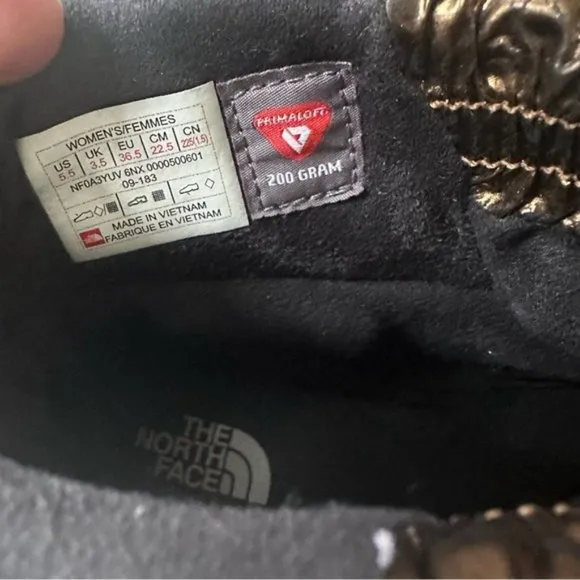 WOMEN'S/FEMMES
US UK EU CM CN
5.5 3.5 36.5 22.5 225(1.5)
NF0A3YUV 6NX 0000500601
09-183
MADE IN VIETNAM
FABRIQUE EN VIETNAM
PRIMALOFT
200 GRAM
THE
NORTH
FACE